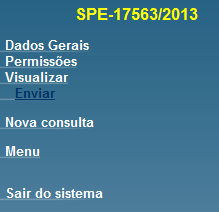 SPE-17563/2013
Dados Gerais
Permissões
Visualizar
Enviar
Nova consulta
Menu
Sair do sistema